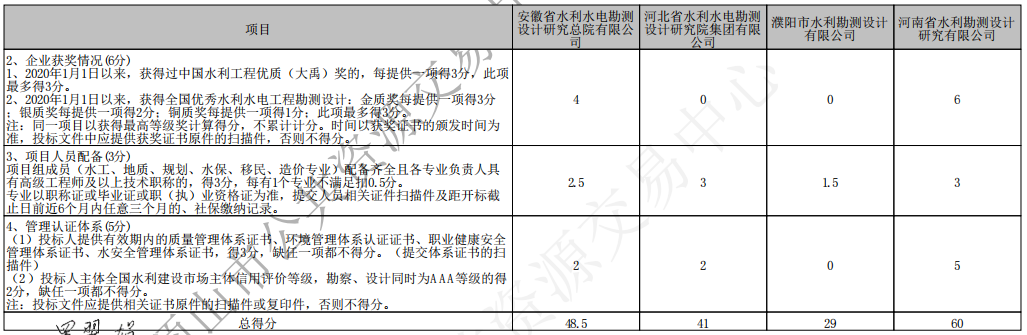 项目
安徽省水利水电勘测
设计研究总院有限公
司
河北省水利水电勘测
设计研究院集团有限
公司
濮阳市水利勘测设计
有限公司
河南省水利勘测设计
研究有限公司
2、企业获奖情况(6分)
1、2020年1月1日以来，获得过中国水利工程优质（大禹）奖的，每提供一项得3分，此项
最多得3分。
2、2020年1月1日以来，获得全国优秀水利水电工程勘测设计：金质奖每提供一项得3分
；银质奖每提供一项得2分；铜质奖每提供一项得1分；此项最多得3分。
注：同一项目以获得最高等级奖计算得分，不累计计分。时间以获奖证书的颁发时间为
准，投标文件中应提供获奖证书原件的扫描件，否则不得分。
4
0
0
6
3、项目人员配备(3分)
项目组成员（水工、地质、规划、水保、移民、造价专业）配备齐全且各专业负责人具
有高级工程师及以上技术职称的，得3分，每有1个专业不满足扣0.5分。
专业以职称证或毕业证或职（执）业资格证为准，提交人员相关证件扫描件及距开标截
止日前近6个月内任意三个月的、社保缴纳记录。
2.5
3
1.5
3
4、管理认证体系(5分)
（1）投标人提供有效期内的质量管理体系证书、环境管理体系认证证书、职业健康安全
管理体系证书、水安全管理体系证书，得3分，缺任一项都不得分。（提交体系证书的扫
描件）
（2）投标人主体全国水利建设市场主体信用评价等级，勘察、设计同时为AAA等级的得
2分，缺任一项都不得分。
注：投标文件应提供相关证书原件的扫描件或复印件，否则不得分。
2
2
0
5
总得分
48.5
41
29
60